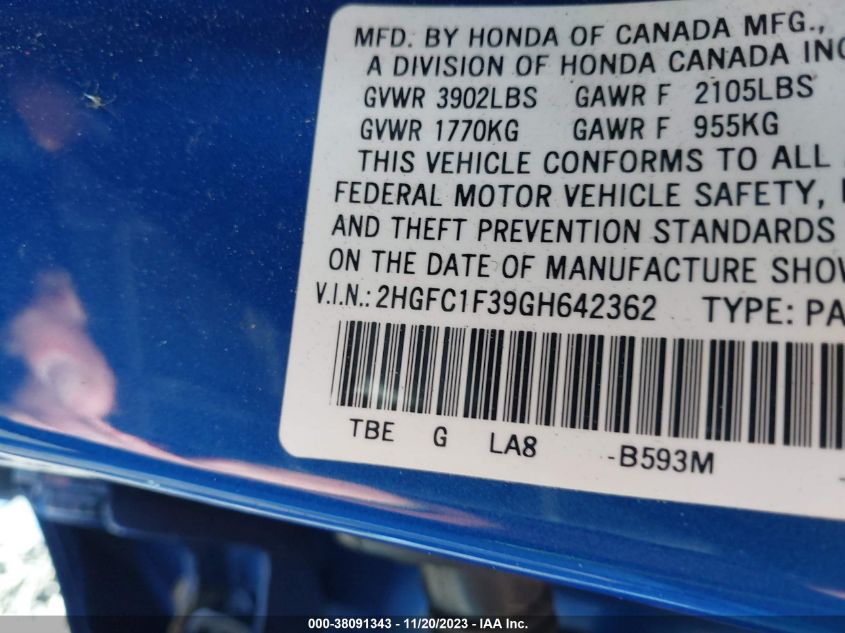 MFD. BY HONDA OF CANADA MFG.,
A DIVISION OF HONDA CANADA INC
GVWR 3902LBS GAWR F 2105LBS
GVWR 1770KG GAWR F 955KG
THIS VEHICLE CONFORMS TO ALL
FEDERAL MOTOR VEHICLE SAFETY,
AND THEFT PREVENTION STANDARDS
ON THE DATE OF MANUFACTURE SHOW
V.I.N.: 2HGFC1F39GH642362 TYPE: PA
TBE G LA8 -B593M
000-38091343 - 11/20/2023 - IAA Inc.